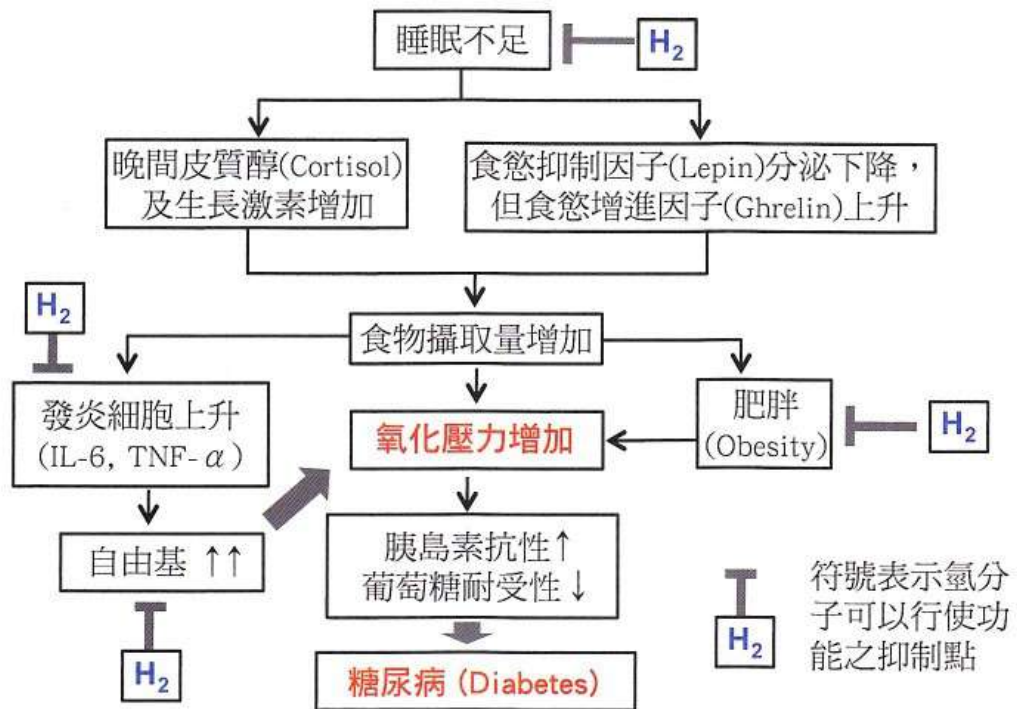 睡眠不足
H₂
晚間皮質醇(Cortisol)
及生長激素增加
食慾抑制因子(Lepin)分泌下降，
但食慾增進因子(Ghrelin)上升
H₂
食物攝取量增加
發炎細胞上升
(IL-6, TNF-α)
氧化壓力增加
肥胖
(Obesity)
H₂
自由基 ↑↑
胰島素抗性↑
葡萄糖耐受性↓
H₂
糖尿病 (Diabetes)
H₂
符號表示氫分
子可以行使功
能之抑制點